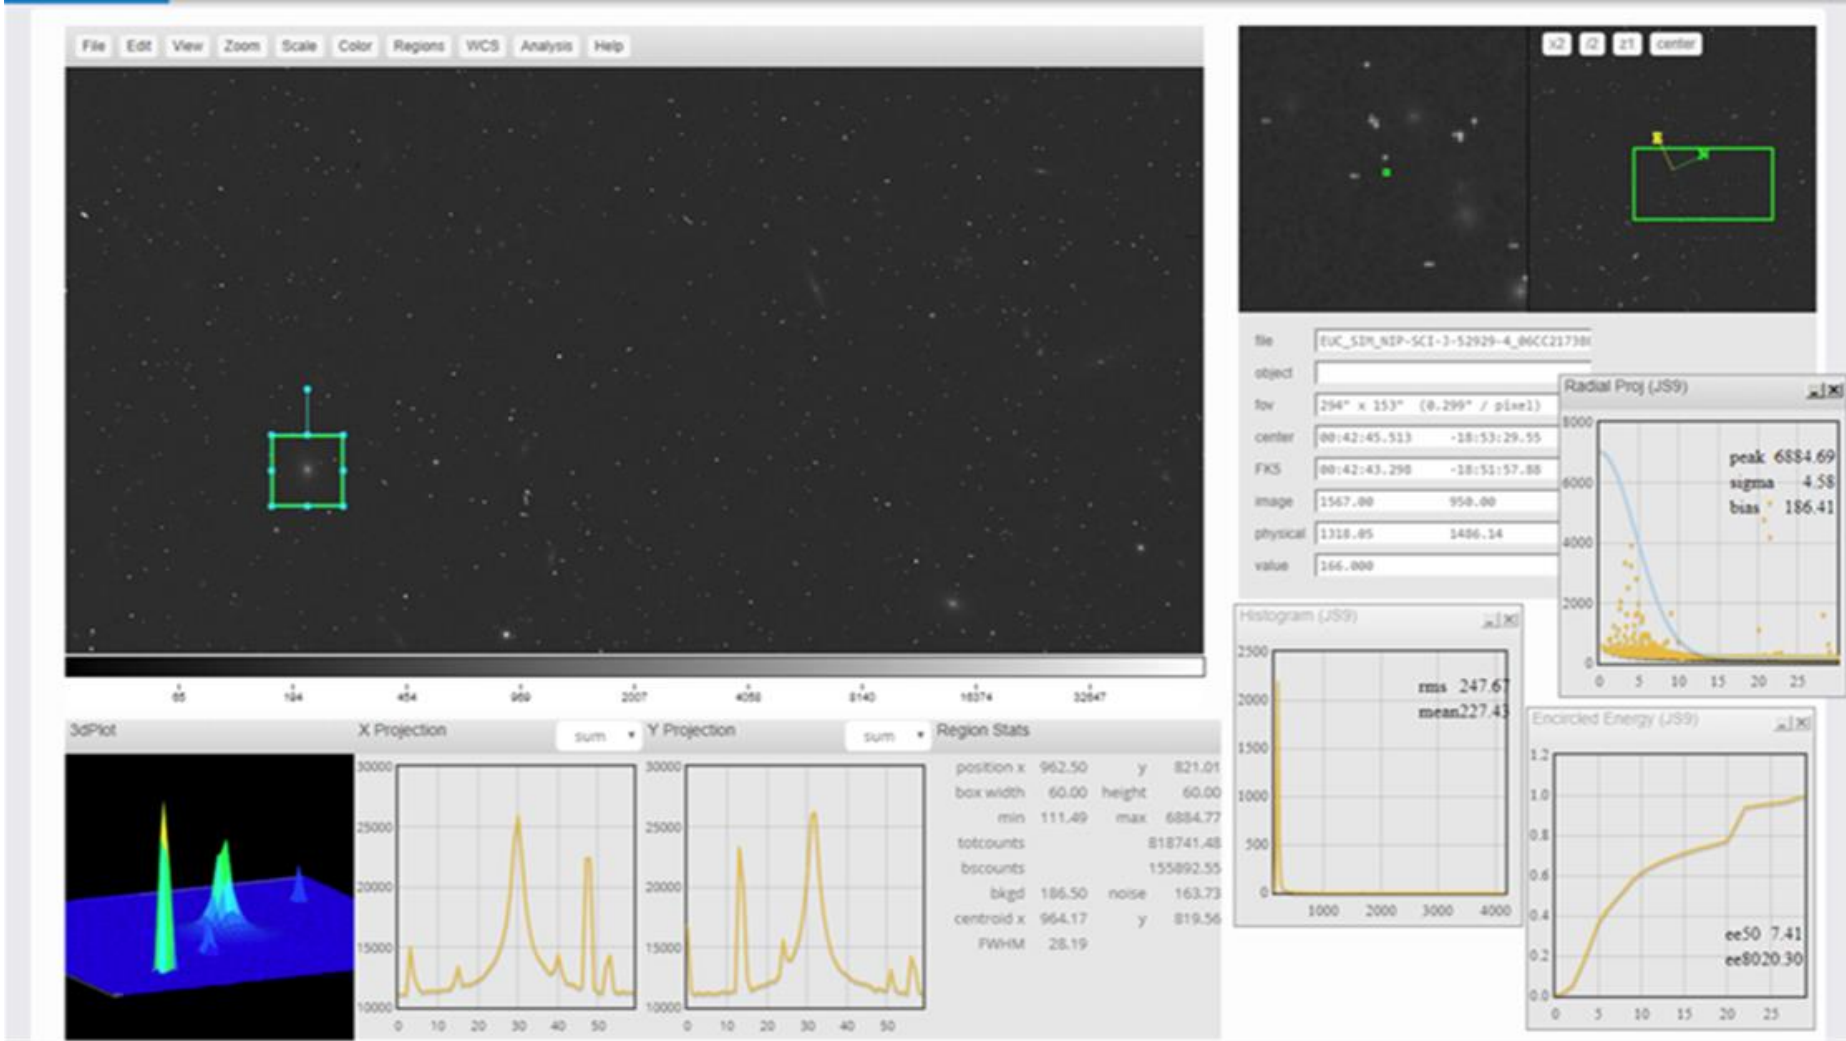 File Edit View Zoom Scale Color Regions WCS Analysis Help
x2 /2 z1 center
E
N
file EUC_SIM_NIP-SCI-J-52929-4_06CC21738
object
fov 294" x 153" (0.299" / pixel)
center 00:42:45.513 -18:53:29.55
FK5 00:42:43.298 -18:51:57.88
image 1567.00 950.00
physical 1318.05 1486.14
value 166.000
Radial Proj (JS9)
8000
6000
4000
2000
0
0 5 10 15 20 25
peak 6884.69
sigma 4.58
bias 186.41
65 194 454 969 2007 4058 8140 16374 32647
Histogram (JS9)
2500
2000
1500
1000
500
0
1000 2000 3000 4000
rms 247.67
mean227.43
3dPlot
X Projection sum
30000
25000
20000
15000
10000
0 10 20 30 40 50
Y Projection sum
30000
25000
20000
15000
10000
0 10 20 30 40 50
Region Stats
position x 962.50 y 821.01
box width 60.00 height 60.00
min 111.49 max 6884.77
totcounts 818741.48
bscounts 155892.55
bkgd 186.50 noise 163.73
centroid x 964.17 y 819.56
FWHM 28.19
Encircled Energy (JS9)
1.2
1.0
0.8
0.6
0.4
0.2
0.0
0 5 10 15 20 25
ee50 7.41
ee8020.30